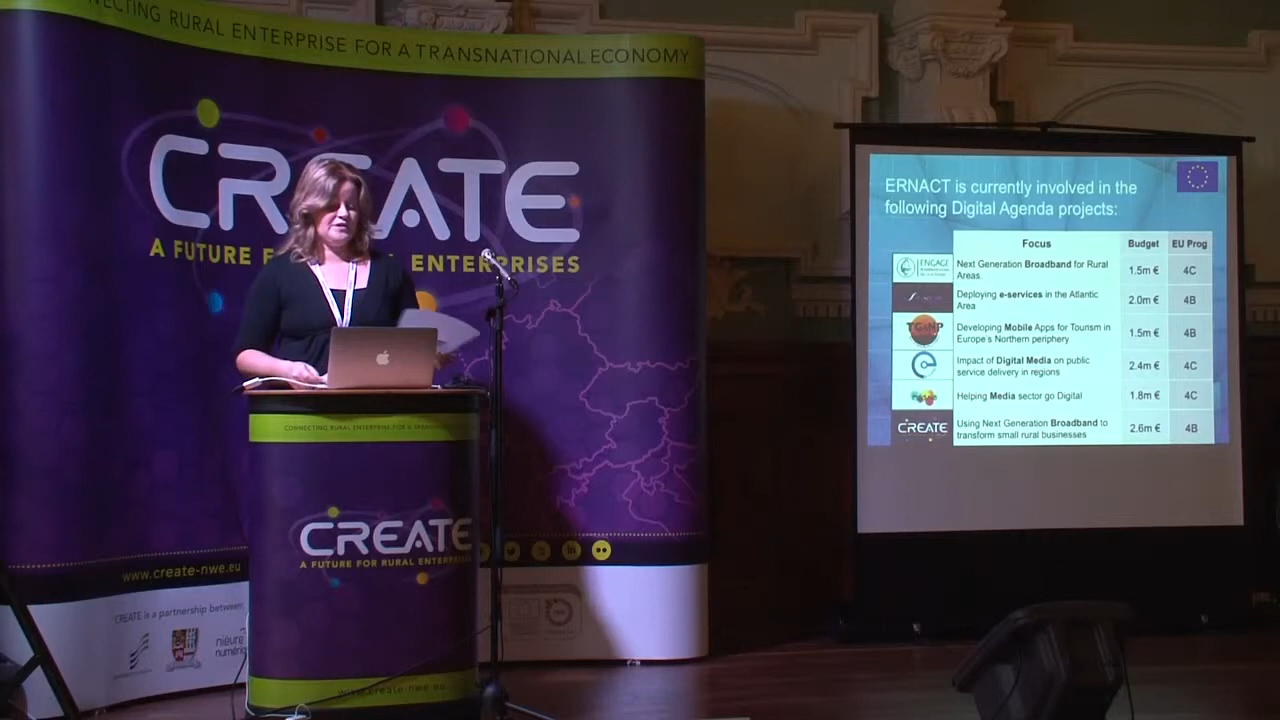 CONNECTING RURAL ENTERPRISE FOR A TRANSNATIONAL ECONOMY
CREATE
A FUTURE ENTERPRISES
www.create-nwe.eu
CREATE is a partnership between:
nièvre
CONNECTING RURAL ENTERPRISE FOR A
CREATE
A FUTURE FOR RURAL ENTERPRISES
www.create-nwe.eu
ERNACT is currently involved in the
following Digital Agenda projects:
Focus Budget EU Prog
ENGAGE
Next Generation Broadband for Rural
Areas. 1.5m € 4C
Deploying e-services in the Atlantic
Area 2.0m € 4B
Developing Mobile Apps for Tourism in
Europe's Northern periphery 1.5m € 4B
Impact of Digital Media on public
service delivery in regions 2.4m € 4C
Helping Media sector go Digital 1.8m € 4C
CREATE
Using Next Generation Broadband to
transform small rural businesses 2.6m € 4B